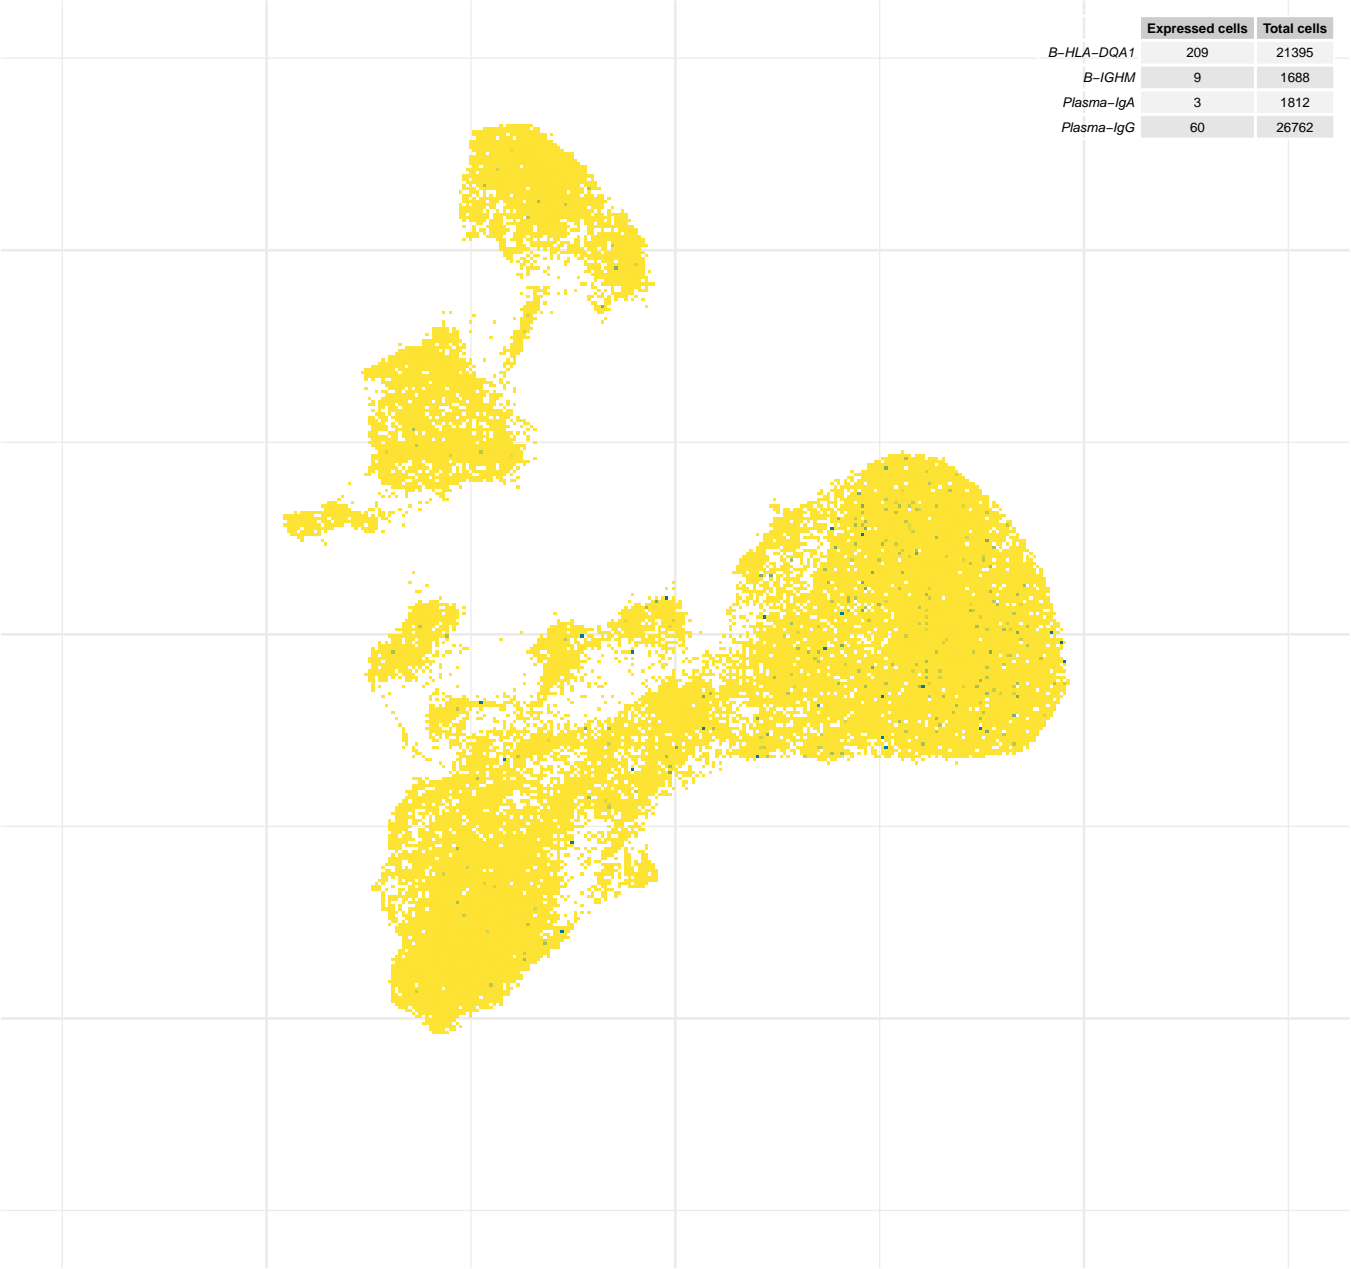 Expressed cells Total cells
B−HLA−DQA1 209 21395
B−IGHM 9 1688
Plasma−IgA 3 1812
Plasma−IgG 60 26762